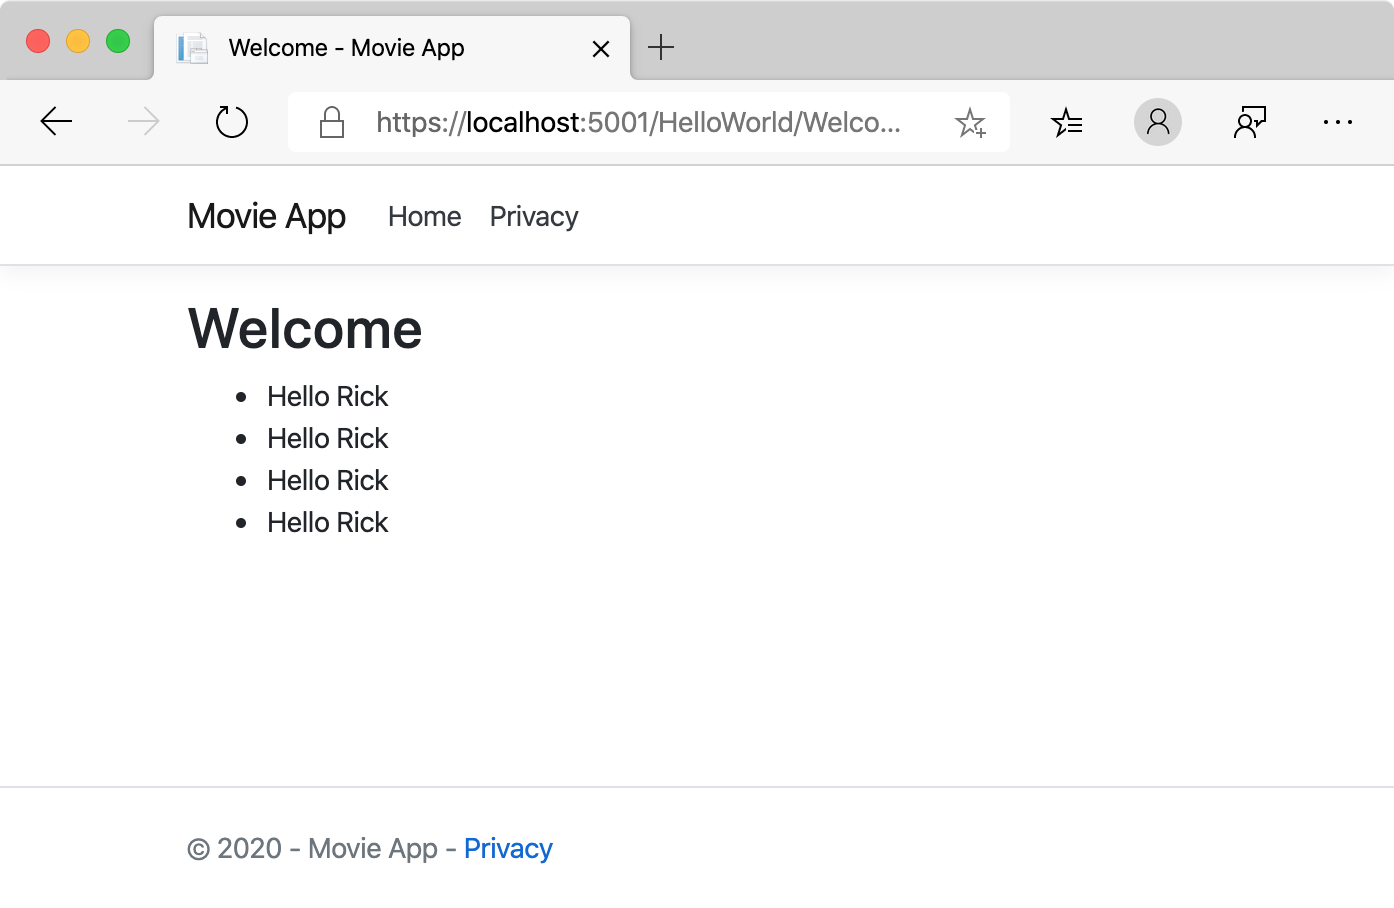 Welcome - Movie App
https://localhost:5001/HelloWorld/Welco...
Movie App Home Privacy
Welcome
• Hello Rick
• Hello Rick
• Hello Rick
• Hello Rick
© 2020 - Movie App - Privacy